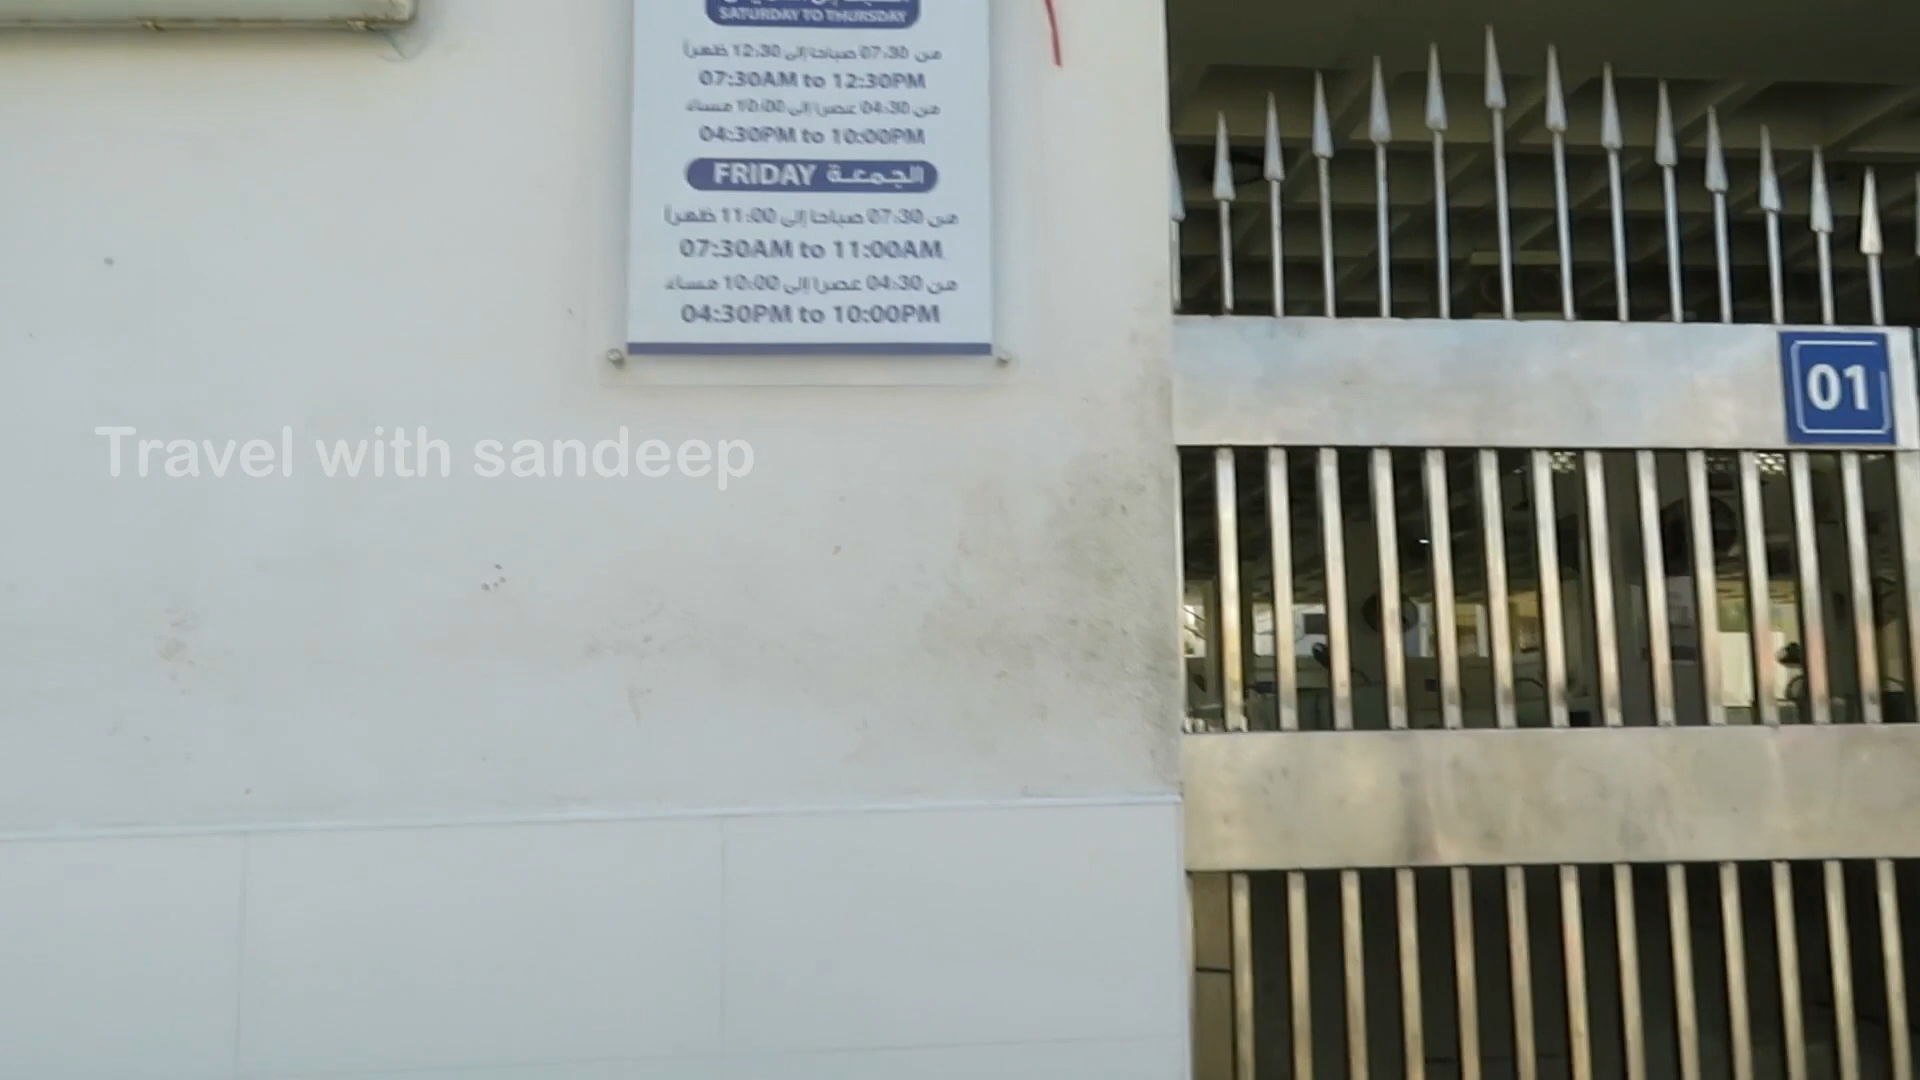 SATURDAY TO THURSDAY
من 07:30 صباحا إلى 12:30 ظهراً
07:30AM to 12:30PM
من 04:30 عصرا إلى 10:00 مساء
04:30PM to 10:00PM
FRIDAY الجمعة
من 07:30 صباحا إلى 11:00 ظهراً
07:30AM to 11:00AM
من 04:30 عصرا إلى 10:00 مساء
04:30PM to 10:00PM
01
Travel with sandeep